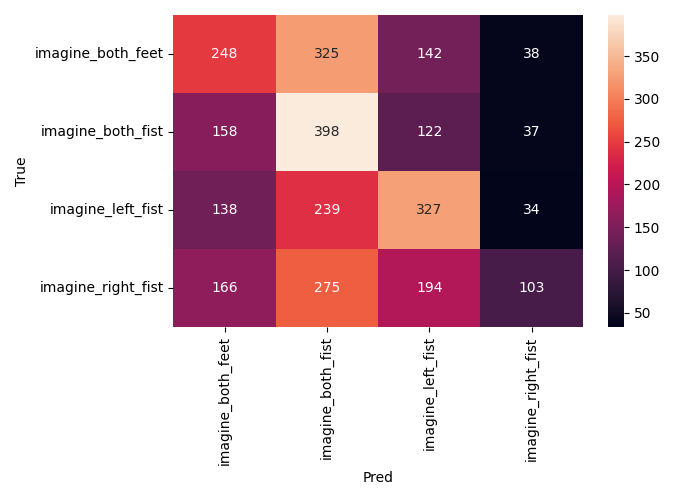 imagine_both_feet 248 325 142 38
imagine_both_fist 158 398 122 37
imagine_left_fist 138 239 327 34
imagine_right_fist 166 275 194 103
True
imagine_both_feet
imagine_both_fist
imagine_left_fist
imagine_right_fist
Pred
350
300
250
200
150
100
50